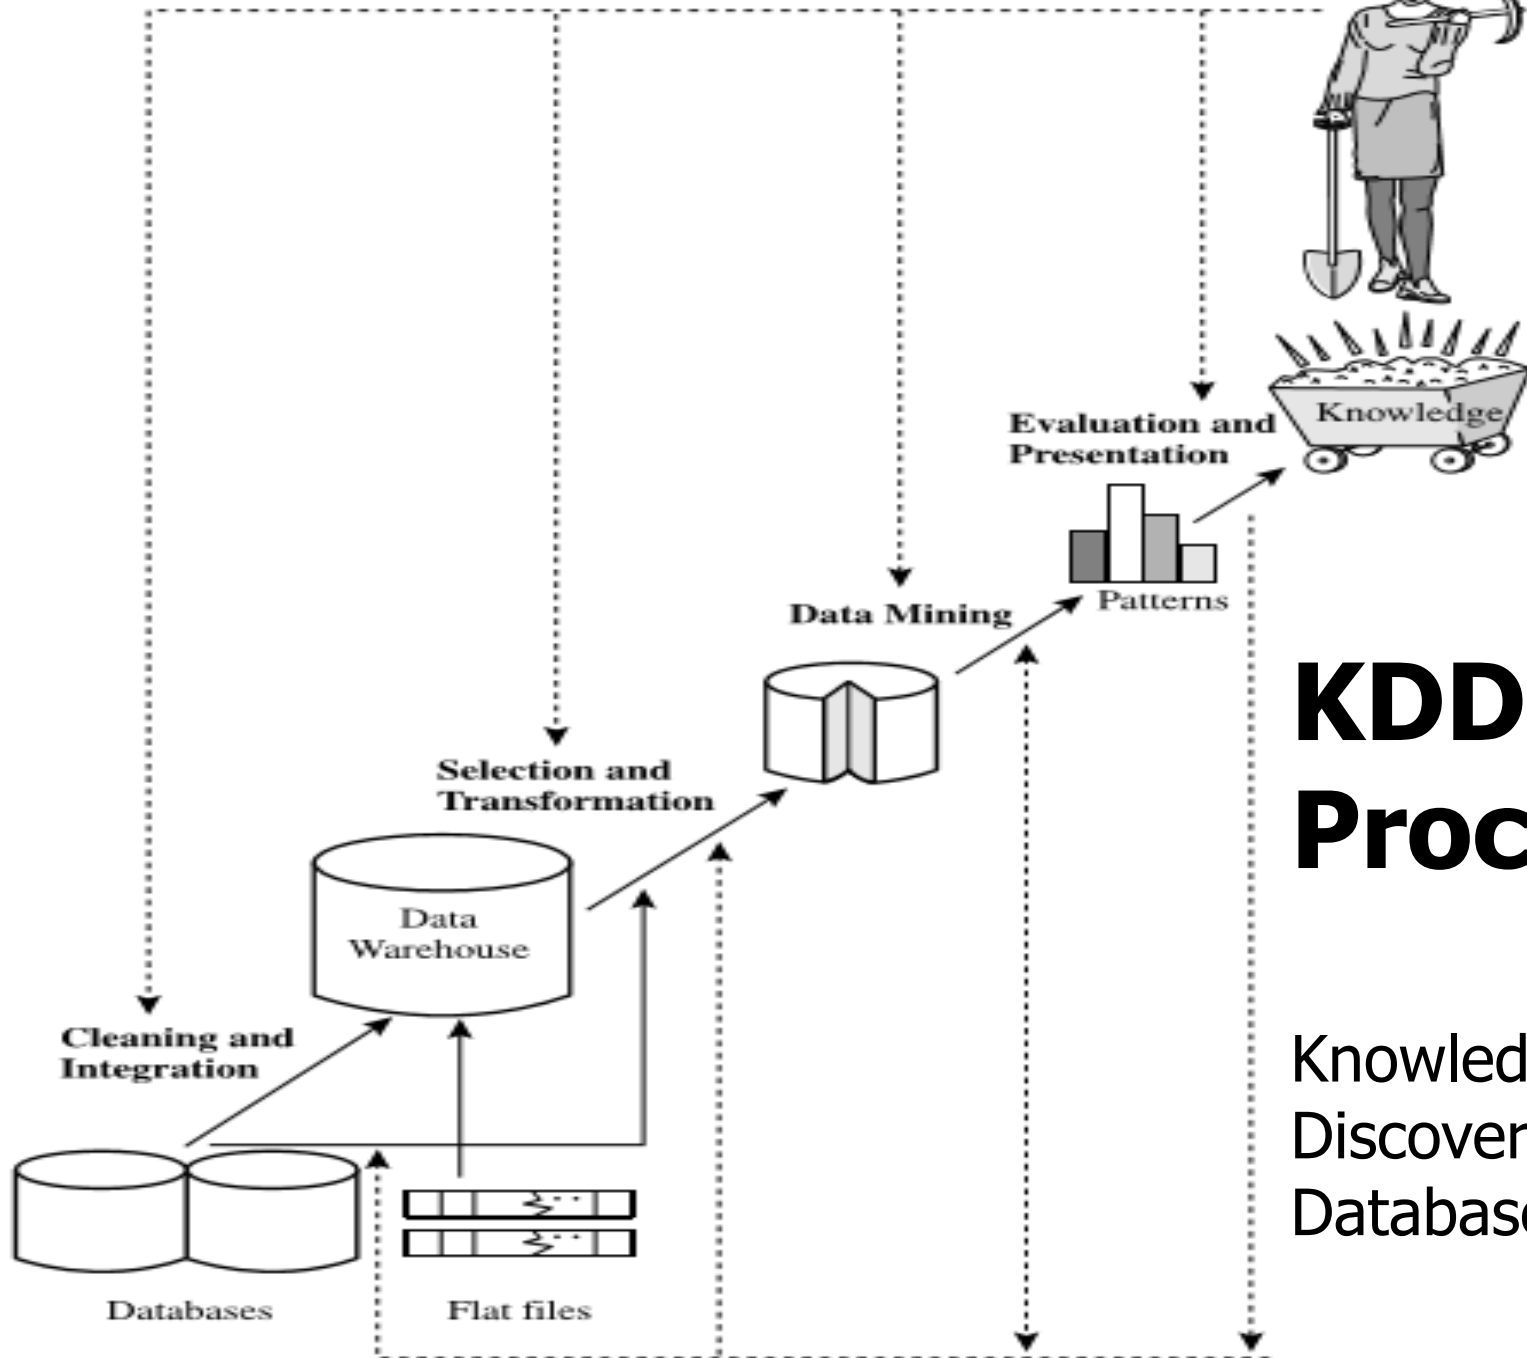 Knowledge
Evaluation and
Presentation
Patterns
Data Mining
Selection and
Transformation
Data
Warehouse
Cleaning and
Integration
Databases
Flat files
KDD
Proc
Knowled
Discover
Database